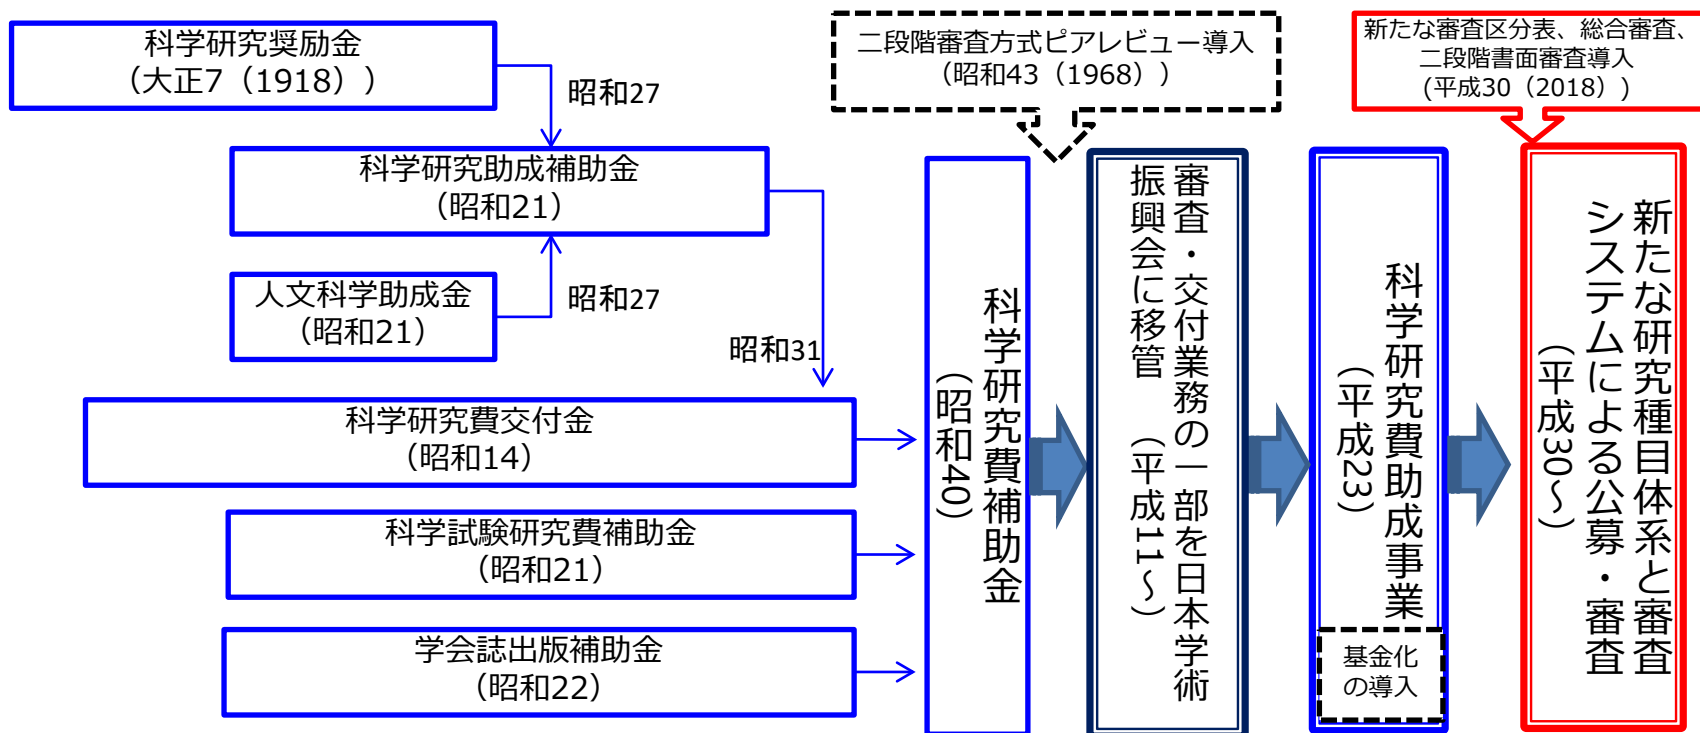 科学研究奨励金
（大正7（1918））
昭和27
科学研究助成補助金
（昭和21）
人文科学助成金
（昭和21）
昭和27
昭和31
科学研究費交付金
（昭和14）
科学試験研究費補助金
（昭和21）
学会誌出版補助金
（昭和22）
二段階審査方式ピアレビュー導入
（昭和43（1968））
科学研究費補助金
（昭和40）
審査・交付業務の一部を日本学術
振興会に移管　（平成11～）
科学研究費助成事業
（平成23）
基金化
の導入
新たな審査区分表、総合審査、
二段階書面審査導入
(平成30（2018）)
新たな研究種目体系と審査
システムによる公募・審査
（平成30～）